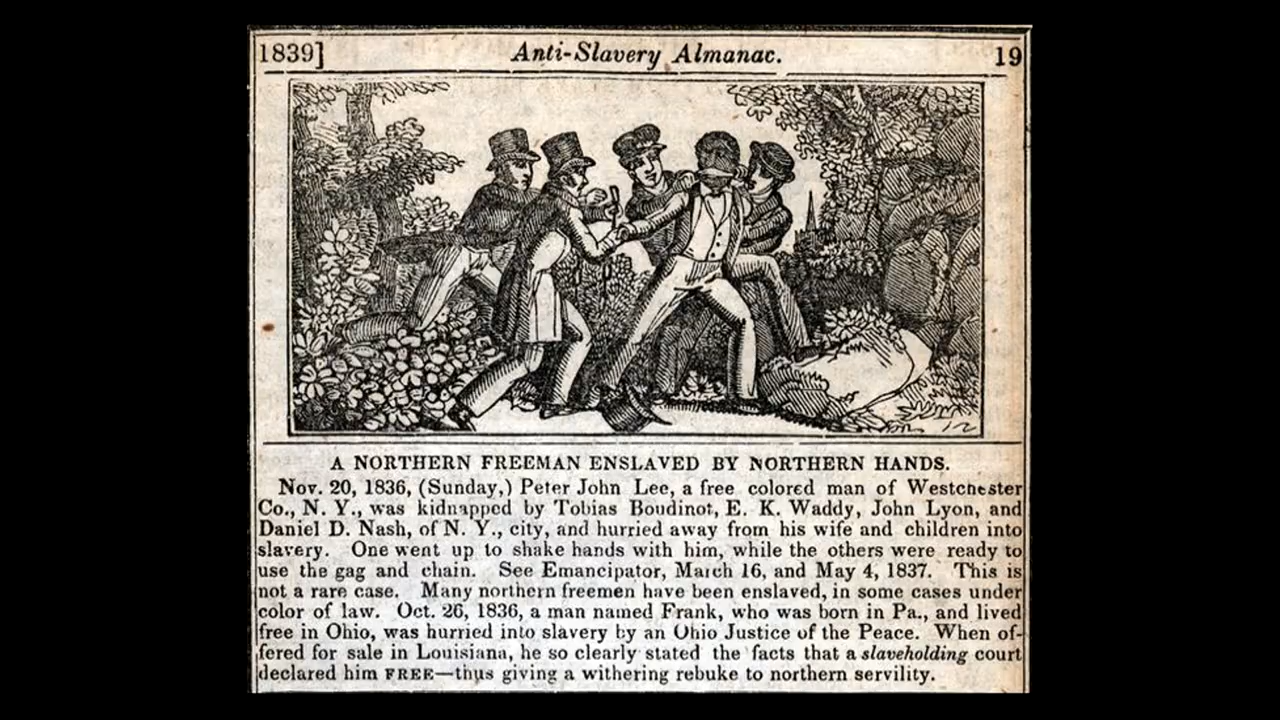 1839] Anti-Slavery Almanac. 19
A NORTHERN FREEMAN ENSLAVED BY NORTHERN HANDS.
Nov. 20, 1836, (Sunday,) Peter John Lee, a free colored man of Westchester
Co., N. Y., was kidnapped by Tobias Boudinot, E. K. Waddy, John Lyon, and
Daniel D. Nash, of N. Y., city, and hurried away from his wife and children into
slavery. One went up to shake hands with him, while the others were ready to
use the gag and chain. See Emancipator, March 16, and May 4, 1837. This is
not a rare case. Many northern freemen have been enslaved, in some cases under
color of law. Oct. 26, 1836, a man named Frank, who was born in Pa., and lived
free in Ohio, was hurried into slavery by an Ohio Justice of the Peace. When of-
fered for sale in Louisiana, he so clearly stated the facts that a slaveholding court
declared him FREE—thus giving a withering rebuke to northern servility.